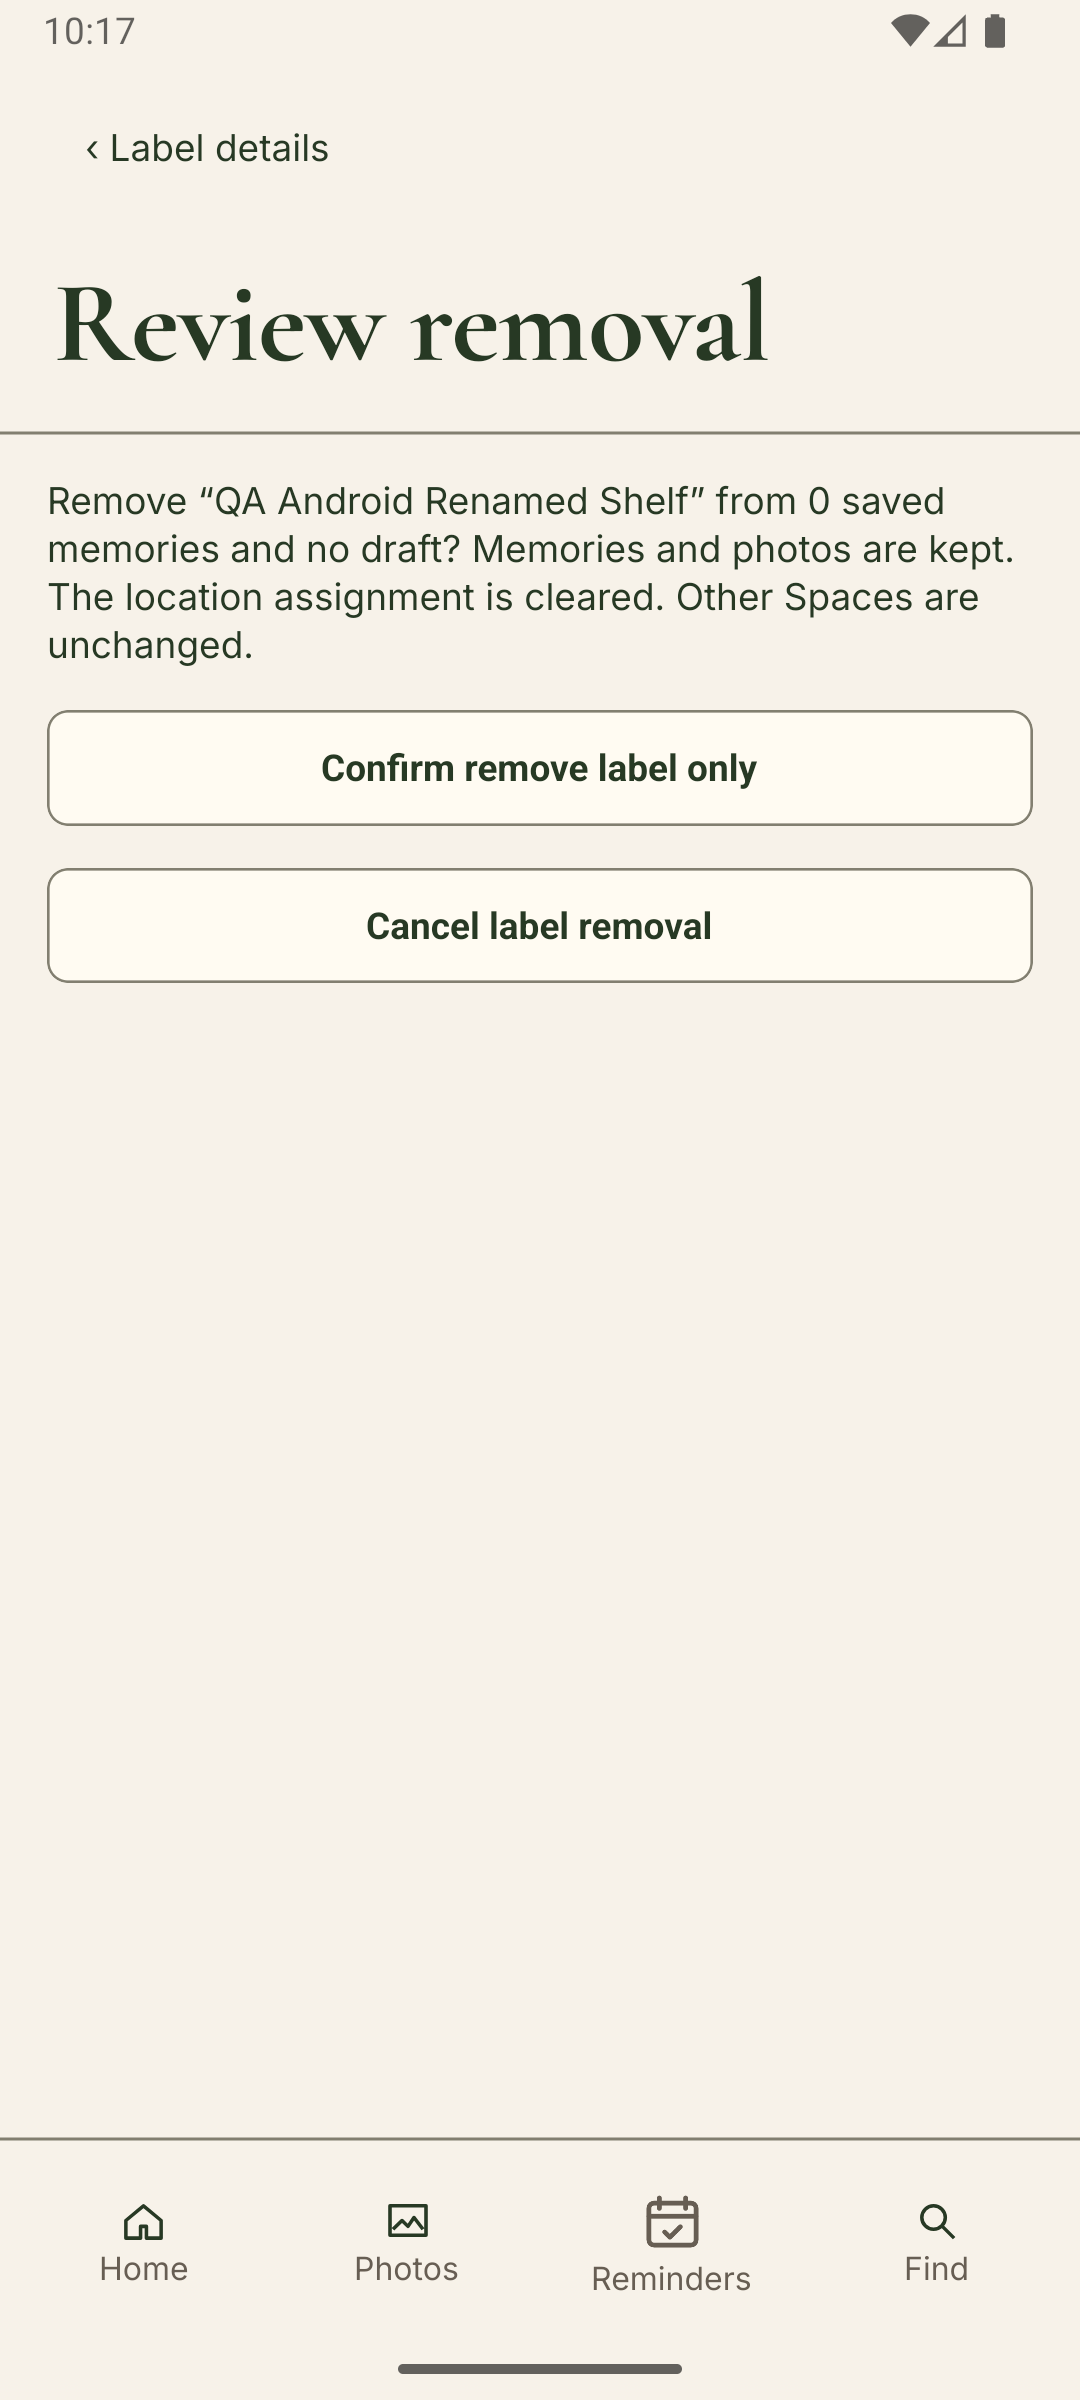 10:17
‹ Label details
Review removal
Remove “QA Android Renamed Shelf” from 0 saved
memories and no draft? Memories and photos are kept.
The location assignment is cleared. Other Spaces are
unchanged.
Confirm remove label only
Cancel label removal
Home
Photos
Reminders
Find